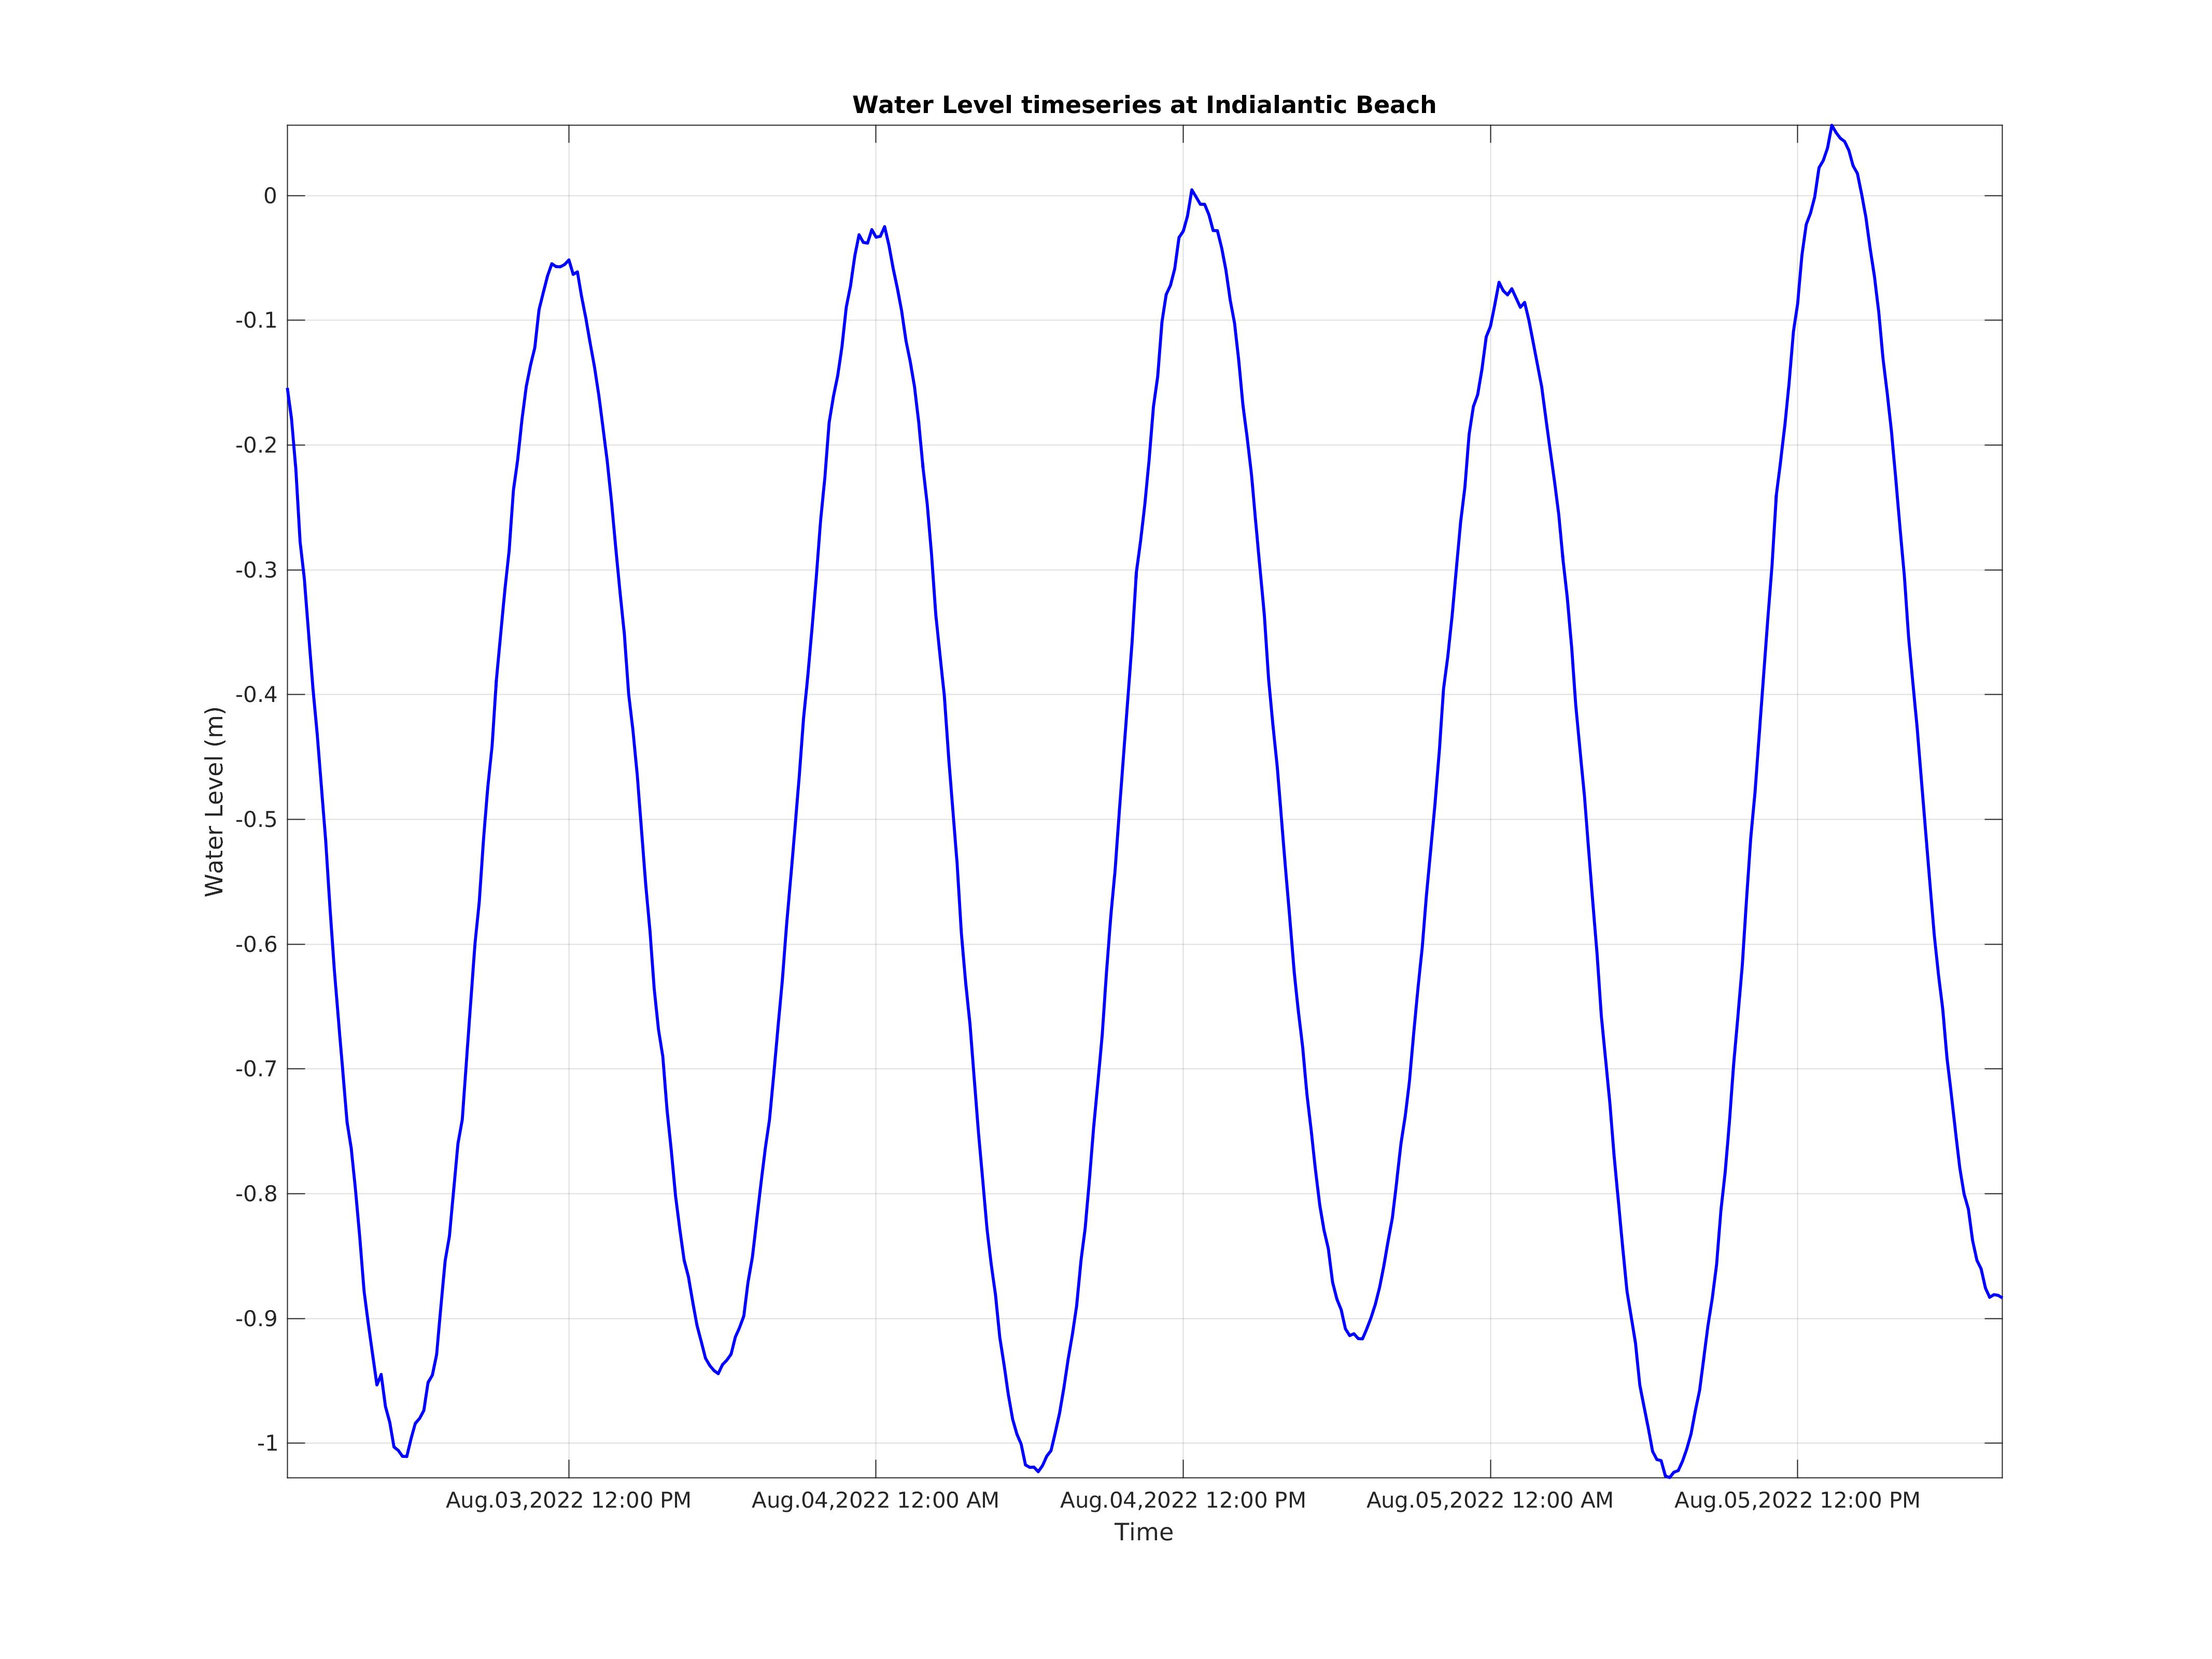 Water Level timeseries at Indialantic Beach
0
-0.1
-0.2
-0.3
-0.4
-0.5
-0.6
-0.7
-0.8
-0.9
-1
Water Level (m)
Aug.03,2022 12:00 PM
Aug.04,2022 12:00 AM
Aug.04,2022 12:00 PM
Aug.05,2022 12:00 AM
Aug.05,2022 12:00 PM
Time